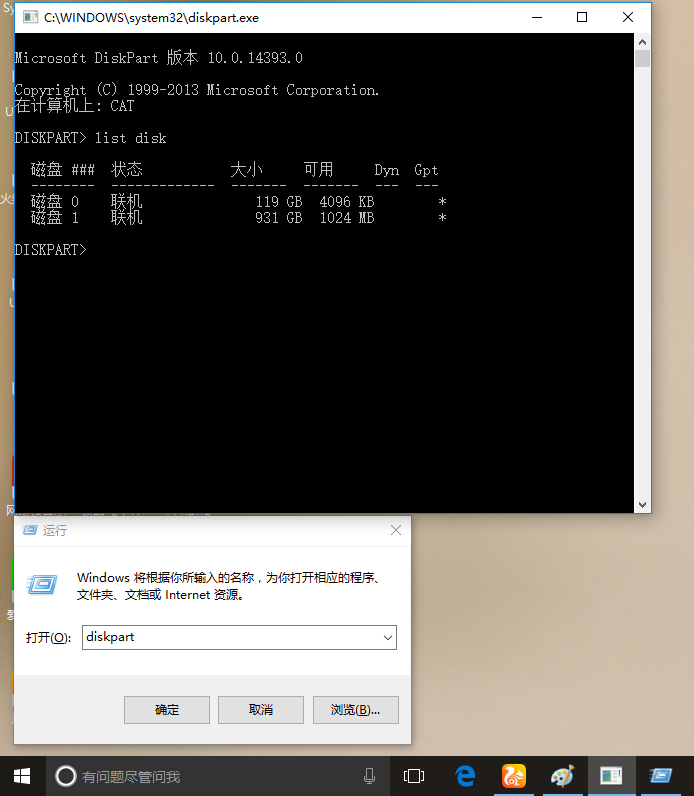 C:\WINDOWS\system32\diskpart.exe
Microsoft DiskPart 版本 10.0.14393.0
Copyright (C) 1999-2013 Microsoft Corporation.
在计算机上: CAT
DISKPART> list disk
磁盘 ### 状态 大小 可用 Dyn Gpt
-------- ------------- ------- ------- --- ---
磁盘 0 联机 119 GB 4096 KB *
磁盘 1 联机 931 GB 1024 MB *
DISKPART>
运行
Windows 将根据你所输入的名称，为你打开相应的程序、
文件夹、文档或 Internet 资源。
打开(O): diskpart
确定 取消 浏览(B)...
有问题尽管问我